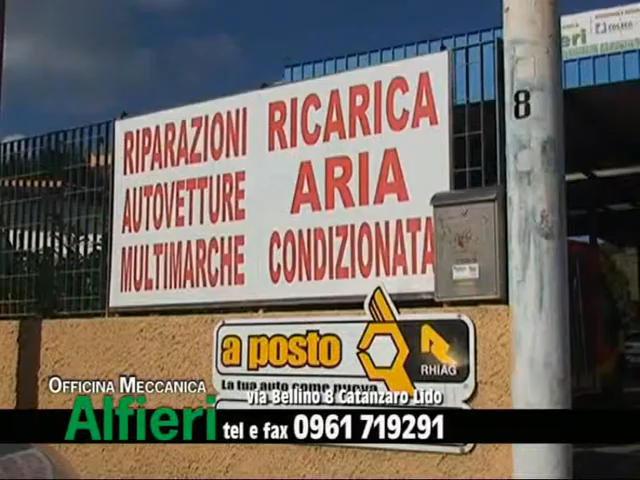 RIPARAZIONI
AUTOVETTURE
MULTIMARCHE
RICARICA
ARIA
CONDIZIONATA
8
a posto
RHIAG
La tua auto come nuova
OFFICINA MECCANICA
Alfieri
via Bellino 8 Catanzaro Lido
tel e fax 0961 719291